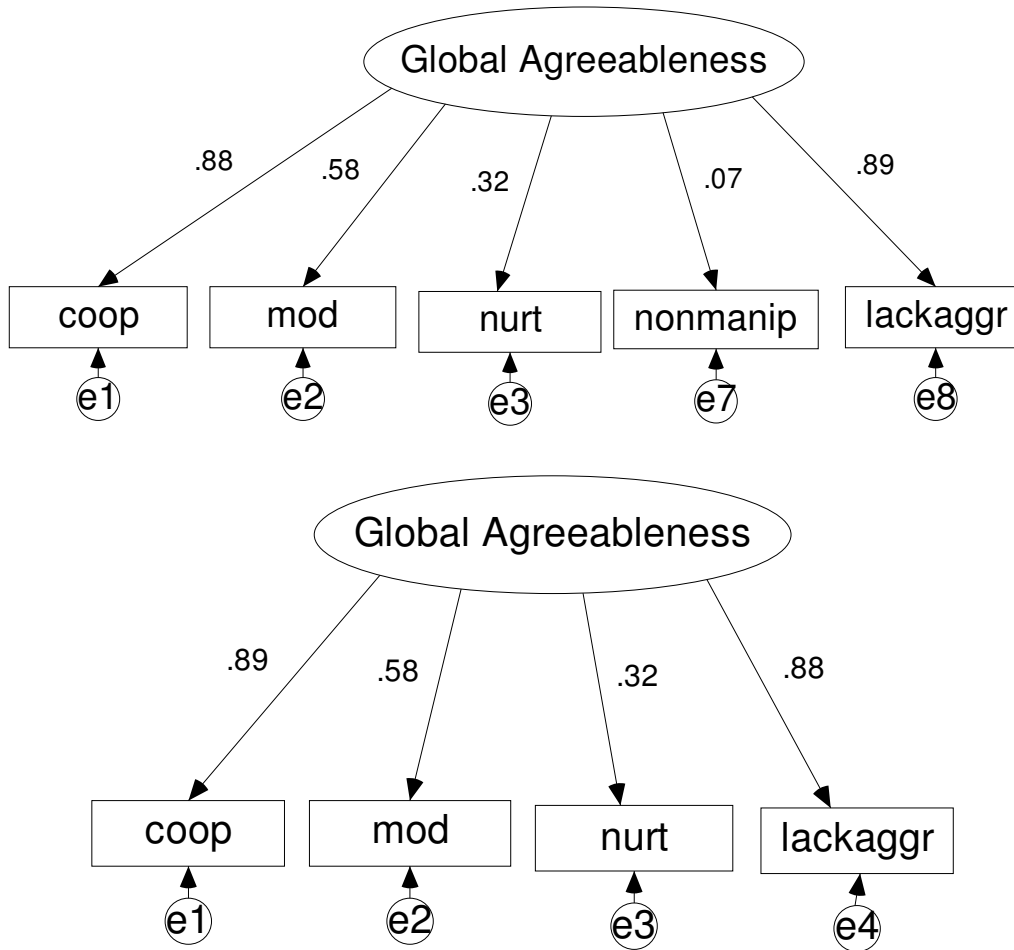 Global Agreeableness
.88
.58
.32
.07
.89
coop
mod
nurt
nonmanip
lackaggr
e1
e2
e3
e7
e8
Global Agreeableness
.89
.58
.32
.88
coop
mod
nurt
lackaggr
e1
e2
e3
e4